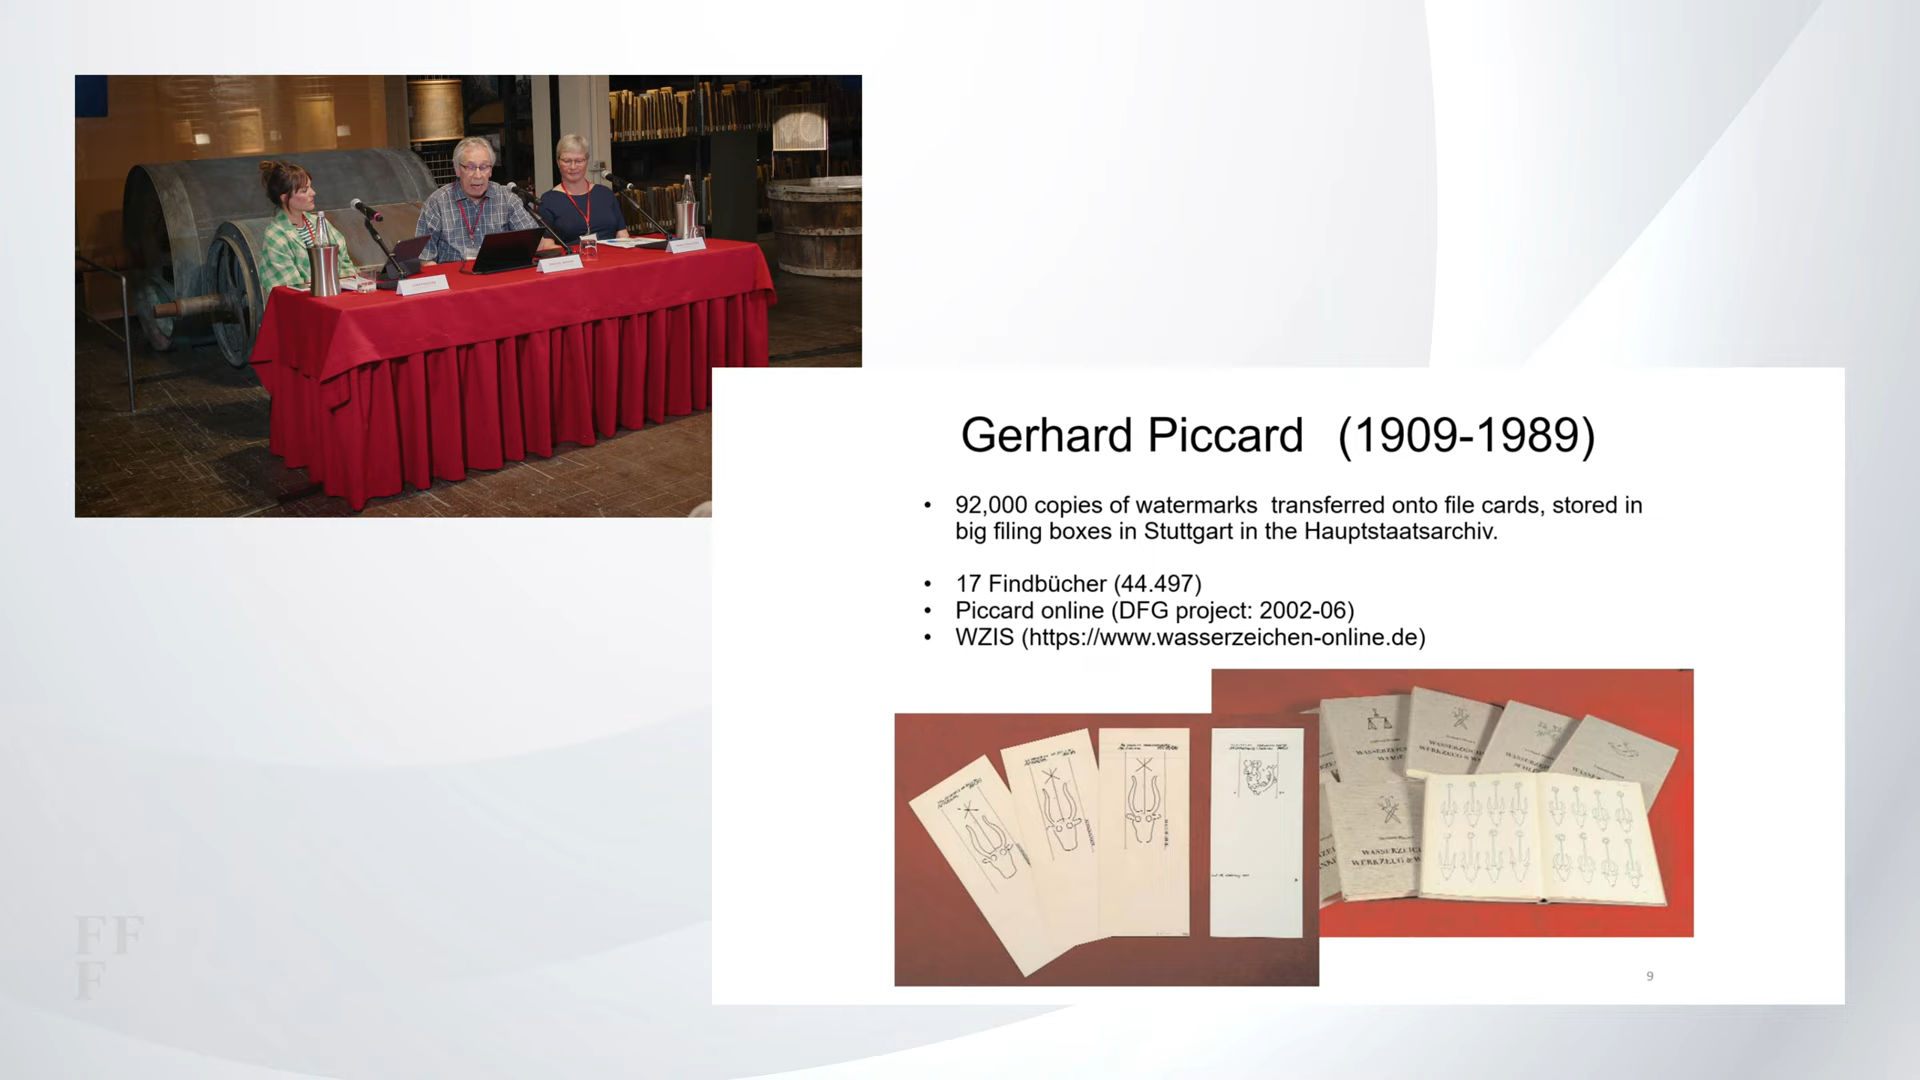 Gerhard Piccard (1909-1989)
• 92,000 copies of watermarks transferred onto file cards, stored in
big filing boxes in Stuttgart in the Hauptstaatsarchiv.
• 17 Findbücher (44.497)
• Piccard online (DFG project: 2002-06)
• WZIS (https://www.wasserzeichen-online.de)
WERKZEUG &
9
FF
F